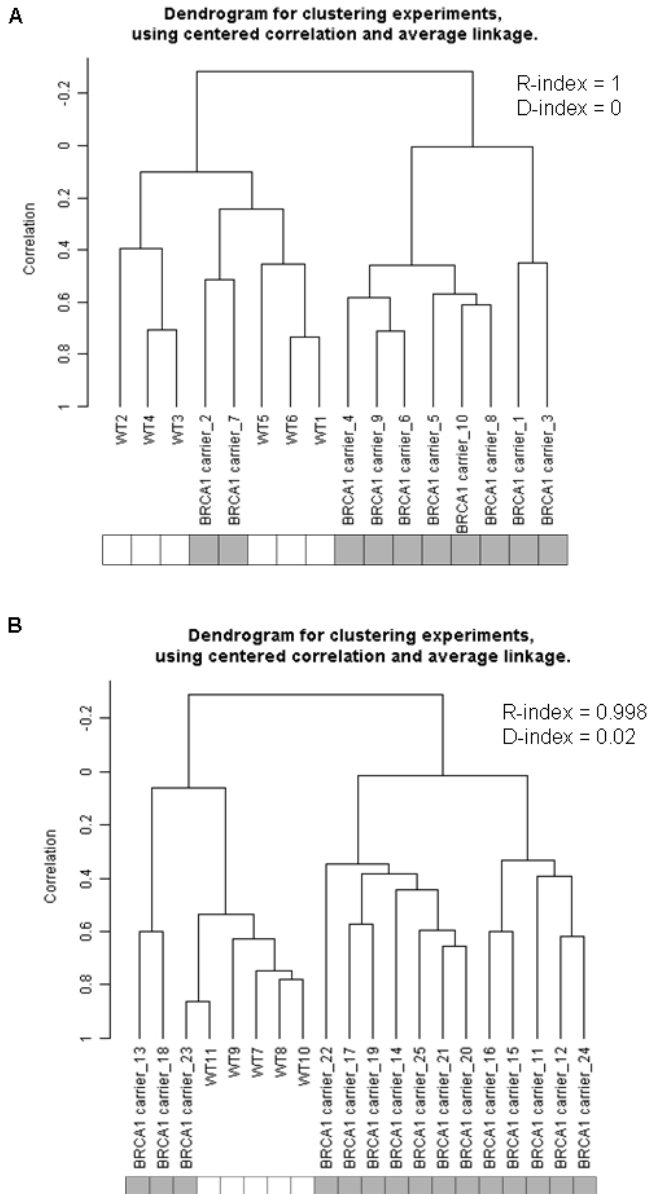 A
Dendrogram for clustering experiments,
using centered correlation and average linkage.
R-index = 1
D-index = 0
Correlation
-0.2
0
0.2
0.4
0.6
0.8
1
WT2
WT4
WT3
BRCA1 carrier_2
BRCA1 carrier_7
WT5
WT6
WT1
BRCA1 carrier_4
BRCA1 carrier_9
BRCA1 carrier_6
BRCA1 carrier_5
BRCA1 carrier_10
BRCA1 carrier_8
BRCA1 carrier_1
BRCA1 carrier_3
B
Dendrogram for clustering experiments,
using centered correlation and average linkage.
R-index = 0.998
D-index = 0.02
Correlation
-0.2
0
0.2
0.4
0.6
0.8
1
BRCA1 carrier_13
BRCA1 carrier_18
BRCA1 carrier_23
WT11
WT9
WT7
WT8
WT10
BRCA1 carrier_22
BRCA1 carrier_17
BRCA1 carrier_19
BRCA1 carrier_14
BRCA1 carrier_25
BRCA1 carrier_21
BRCA1 carrier_20
BRCA1 carrier_16
BRCA1 carrier_15
BRCA1 carrier_11
BRCA1 carrier_12
BRCA1 carrier_24